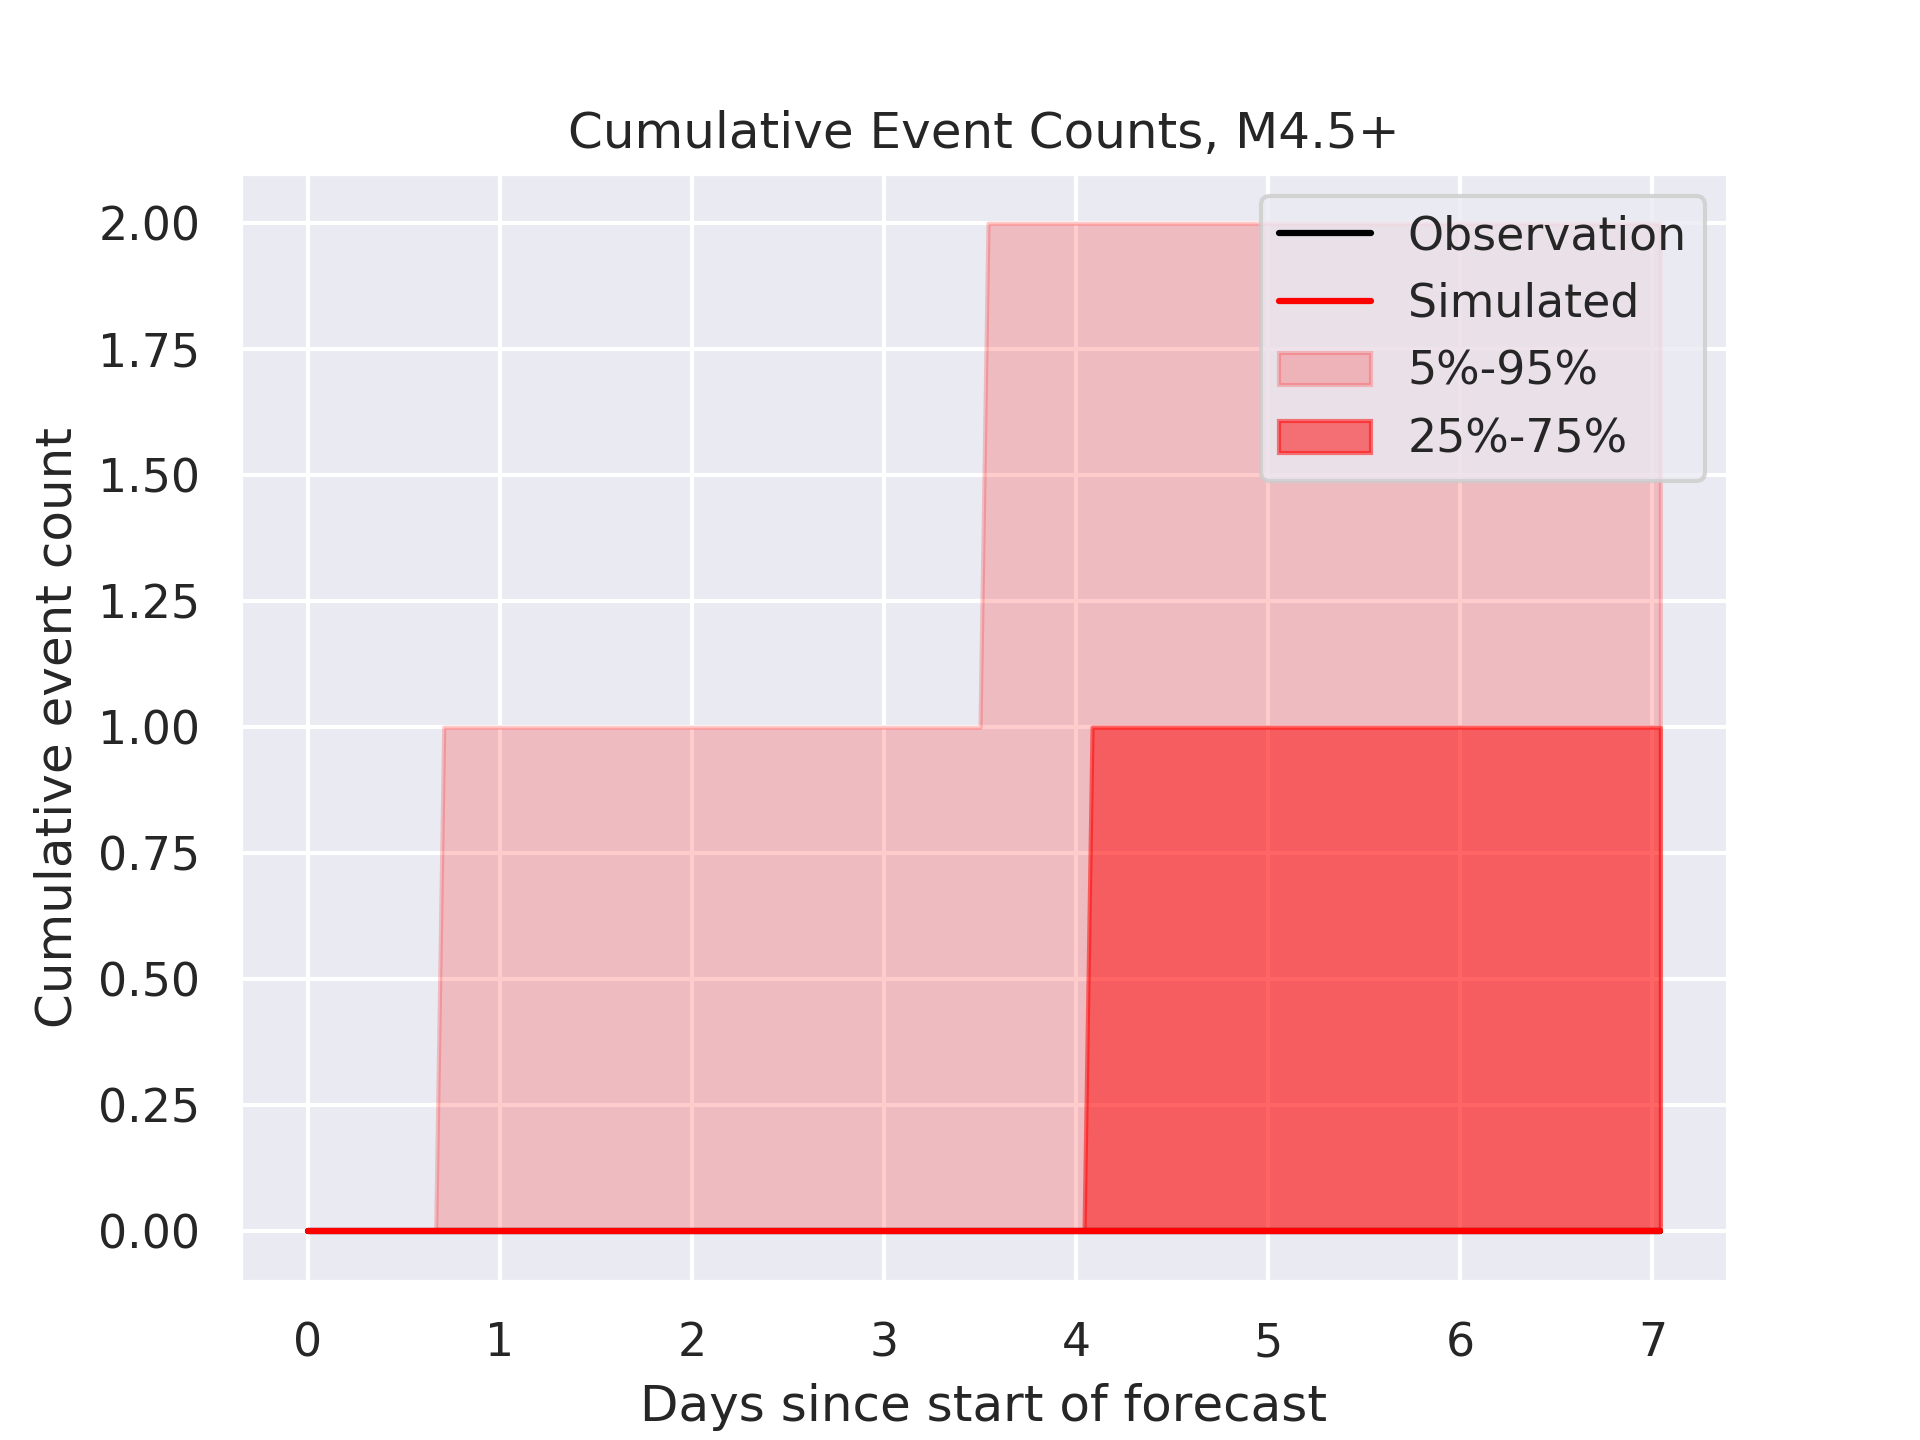 Cumulative Event Counts, M4.5+
Observation
Simulated
5%-95%
25%-75%
Cumulative event count
2.00
1.75
1.50
1.25
1.00
0.75
0.50
0.25
0.00
0 1 2 3 4 5 6 7
Days since start of forecast